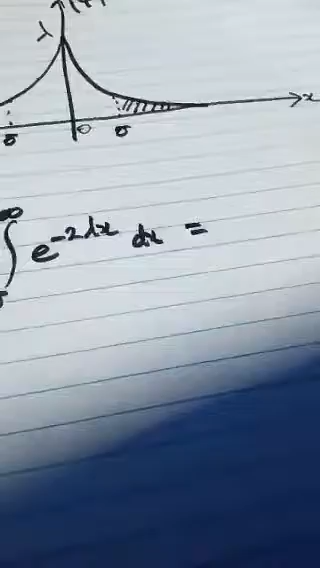 λ
x
σ 0 σ
∞
∫ e^-2λx dx =